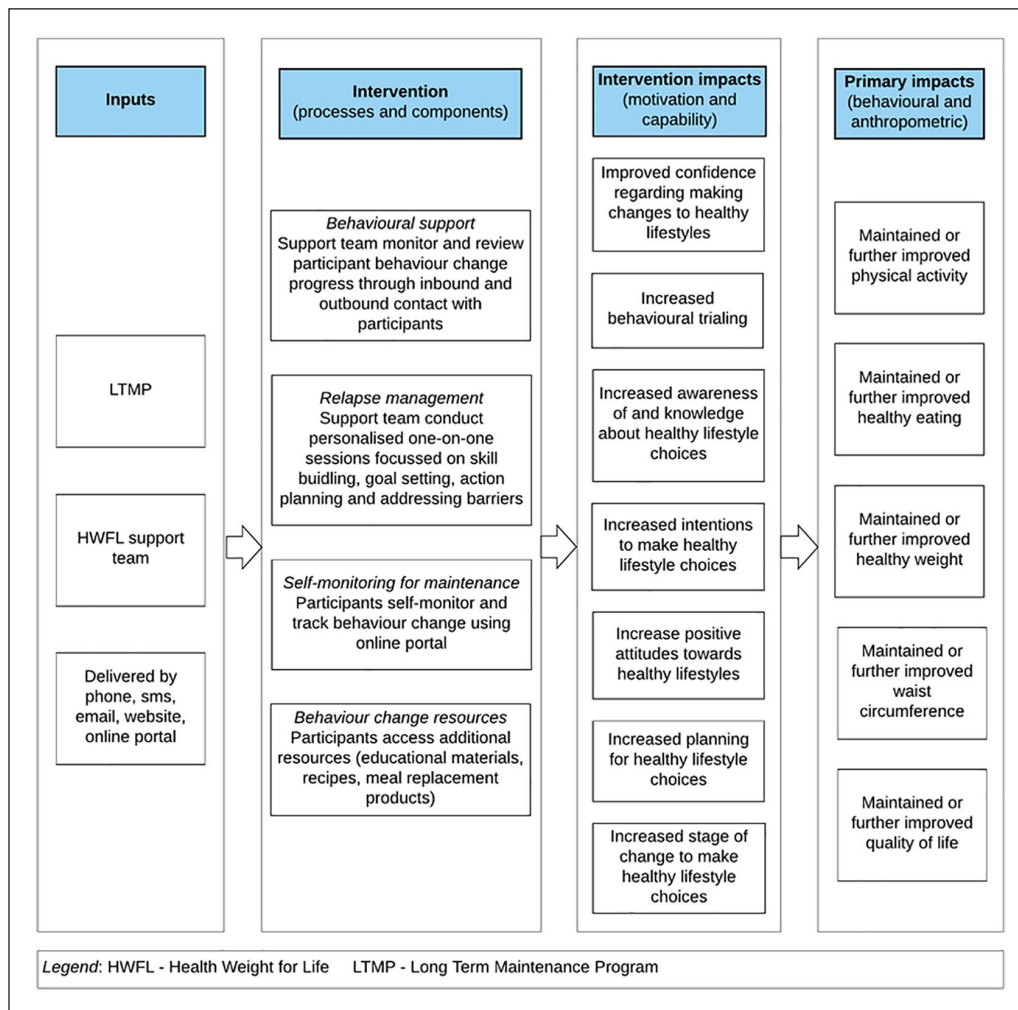 Inputs
LTMP
HWFL support
team
Delivered by
phone, sms,
email, website,
online portal
Intervention
(processes and components)
Behavioural support
Support team monitor and review
participant behaviour change
progress through inbound and
outbound contact with
participants
Relapse management
Support team conduct
personalised one-on-one
sessions focussed on skill
buidling, goal setting, action
planning and addressing barriers
Self-monitoring for maintenance
Participants self-monitor and
track behaviour change using
online portal
Behaviour change resources
Participants access additional
resources (educational materials,
recipes, meal replacement
products)
Intervention impacts
(motivation and
capability)
Improved confidence
regarding making
changes to healthy
lifestyles
Increased
behavioural trialing
Increased awareness
of and knowledge
about healthy lifestyle
choices
Increased intentions
to make healthy
lifestyle choices
Increase positive
attitudes towards
healthy lifestyles
Increased planning
for healthy lifestyle
choices
Increased stage of
change to make
healthy lifestyle
choices
Primary impacts
(behavioural and
anthropometric)
Maintained or
further improved
physical activity
Maintained or
further improved
healthy eating
Maintained or
further improved
healthy weight
Maintained or
further improved
waist
circumference
Maintained or
further improved
quality of life
Legend: HWFL - Health Weight for Life LTMP - Long Term Maintenance Program